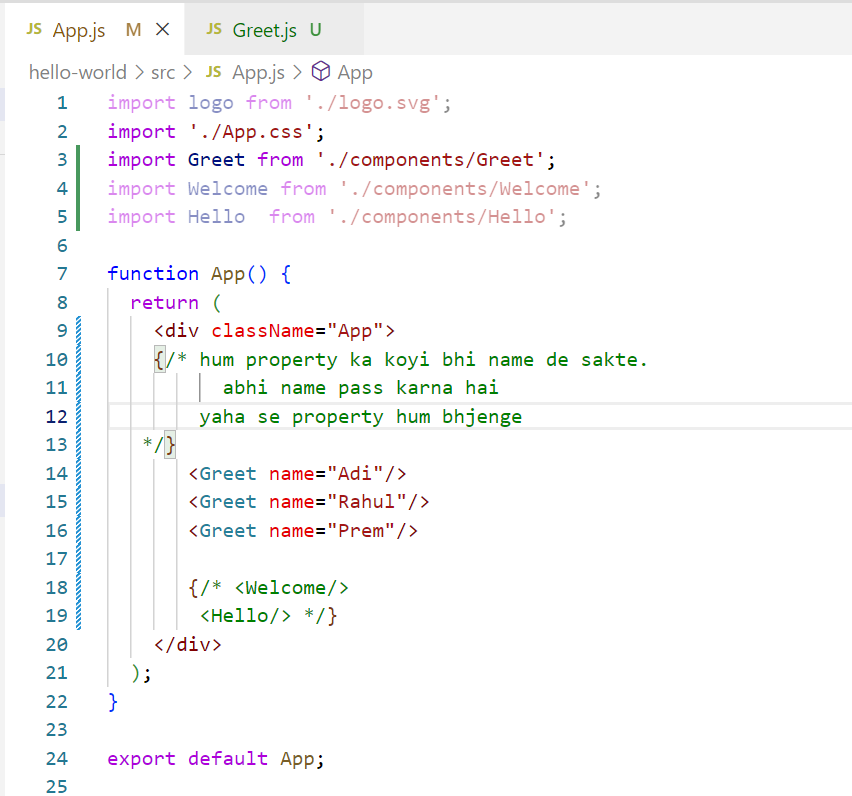 JS App.js M
JS Greet.js U
hello-world > src > JS App.js > App
1 import logo from './logo.svg';
2 import './App.css';
3 import Greet from './components/Greet';
4 import Welcome from './components/Welcome';
5 import Hello  from './components/Hello';
6
7 function App() {
8   return (
9     <div className="App">
10     {/* hum property ka koyi bhi name de sakte.
11           abhi name pass karna hai
12         yaha se property hum bhjenge
13    */}
14        <Greet name="Adi"/>
15        <Greet name="Rahul"/>
16        <Greet name="Prem"/>
17
18        {/* <Welcome/>
19         <Hello/> */}
20     </div>
21   );
22 }
23
24 export default App;
25